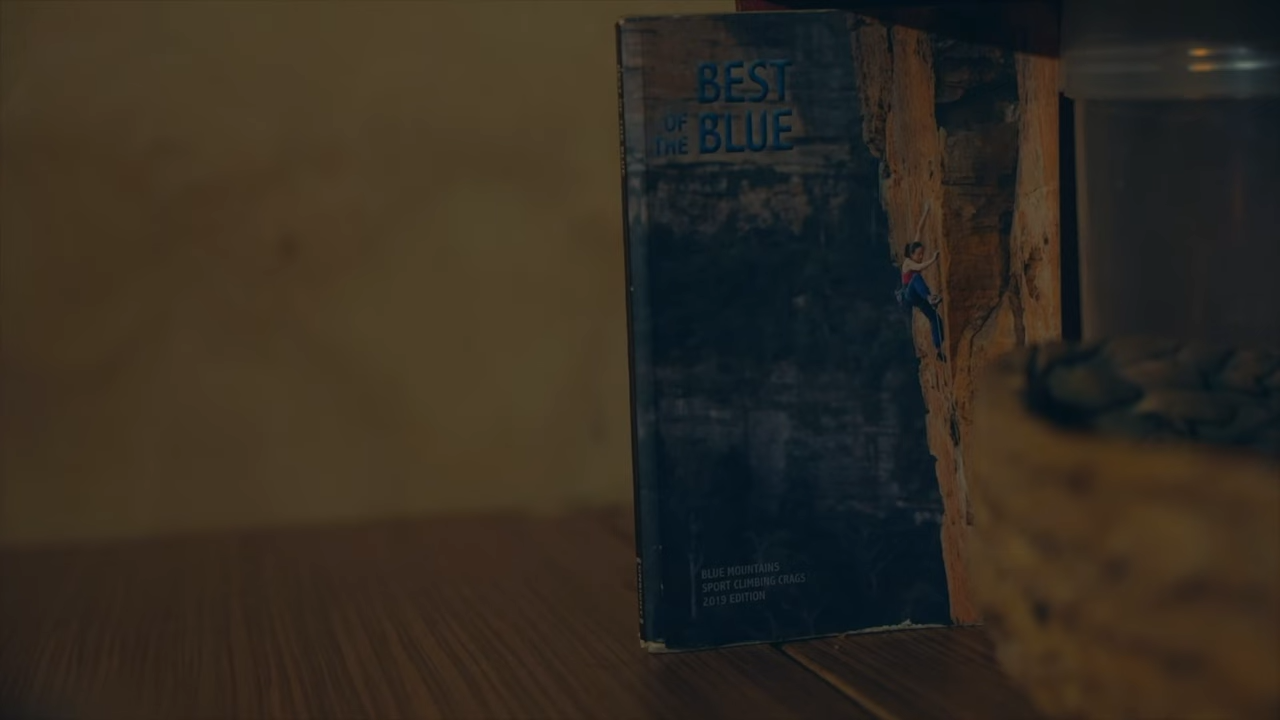 BEST
OF THE BLUE
BLUE MOUNTAINS
SPORT CLIMBING CRAGS
2019 EDITION